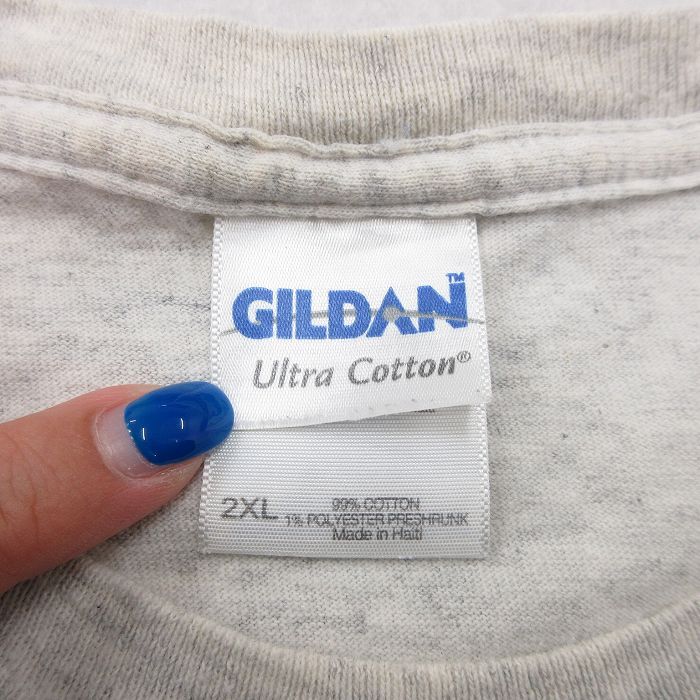 GILDAN™
Ultra Cotton®
2XL
99% COTTON
1% POLYESTER PRESHRUNK
Made in Haiti